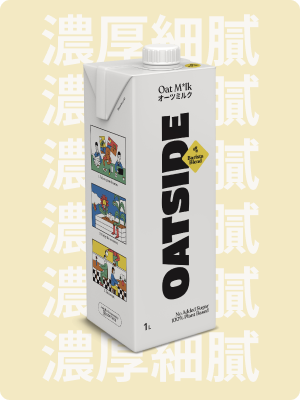 濃厚細膩
Oat M*lk
オーツミルク
濃厚細膩
OATSIDE
Barista
Blend
濃厚細膩
濃厚細膩
濃厚細膩
濃厚細膩
No Added Sugar
100% Plant Based
1L
濃厚細膩